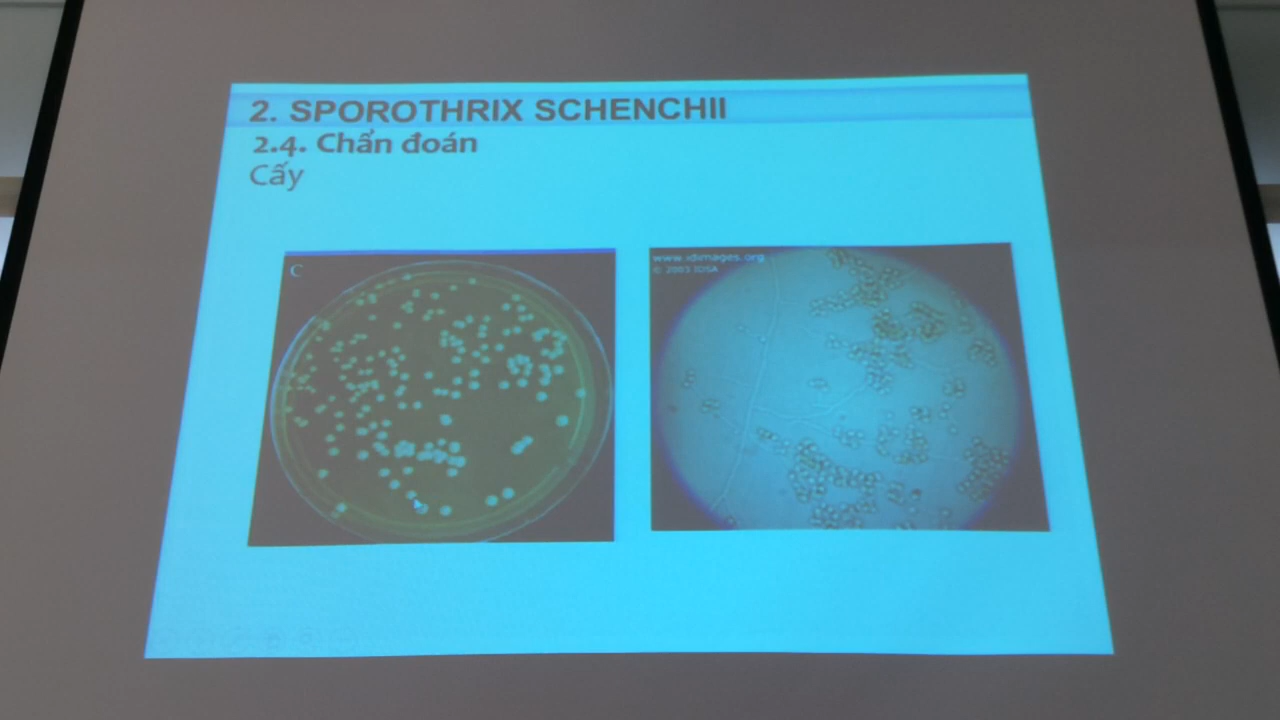 2. SPOROTHRIX SCHENCHII
2.4. Chẩn đoán
Cấy
C
www.idimages.org
© 2003 IDSA